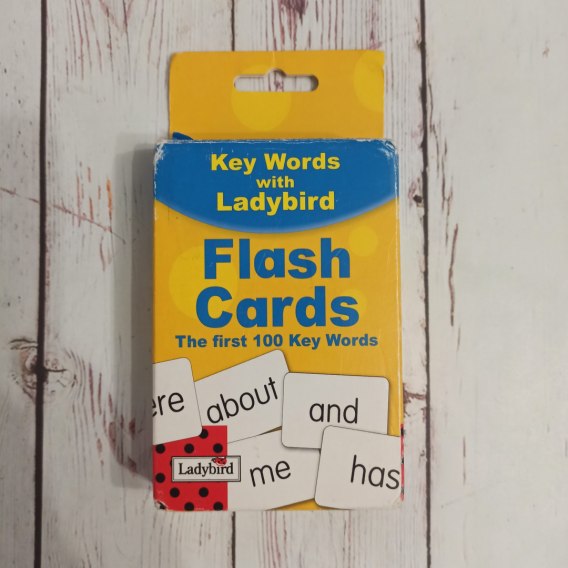 Key Words
with
Ladybird
Flash
Cards
The first 100 Key Words
ere
about
and
me
has
Ladybird